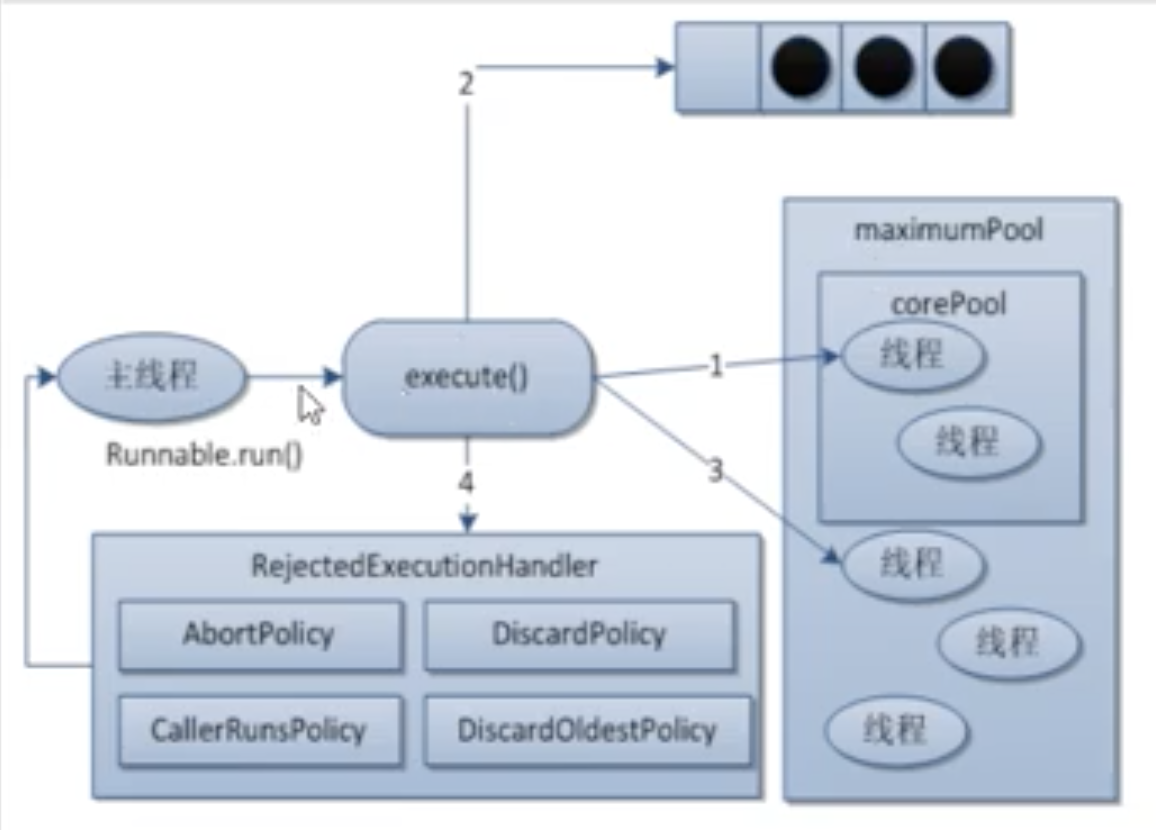 2
maximumPool
corePool
线程
线程
1
主线程
execute()
Runnable.run()
3
4
线程
线程
线程
RejectedExecutionHandler
AbortPolicy
DiscardPolicy
CallerRunsPolicy
DiscardOldestPolicy